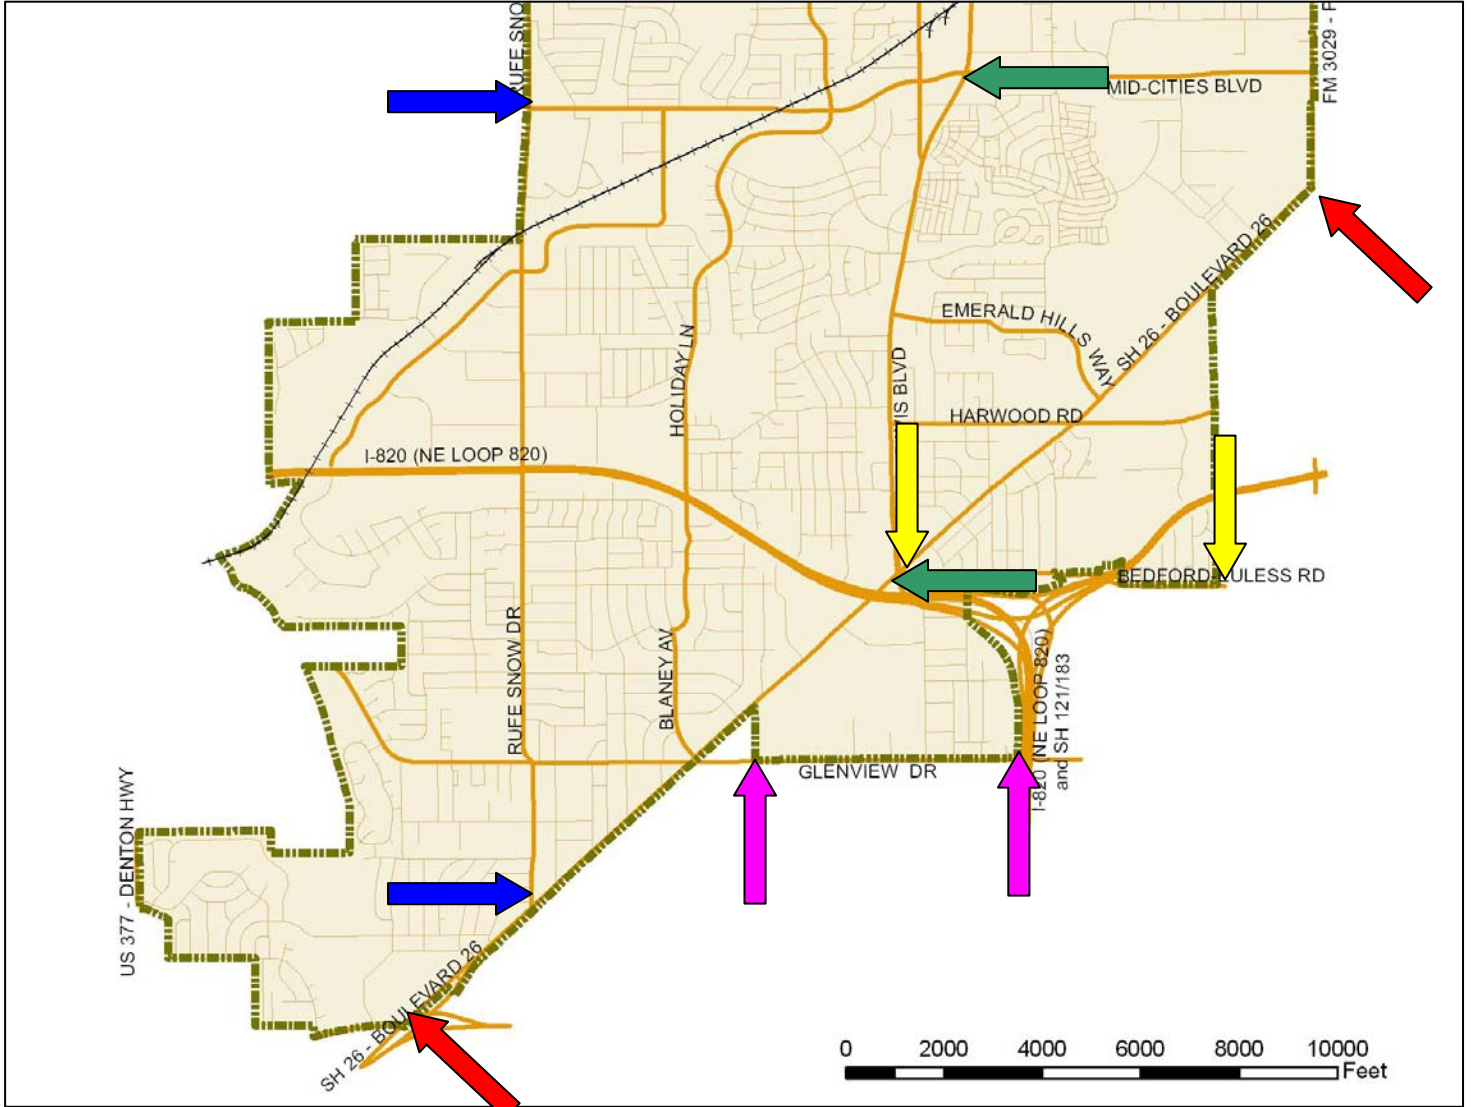 RUFE SNO
FM 3029 - F
MID-CITIES BLVD
SH 26 - BOULEVARD 26
EMERALD HILLS WAY
HOLIDAY LN
VIS BLVD
HARWOOD RD
I-820 (NE LOOP 820)
BEDFORD-EULESS RD
RUFE SNOW DR
BLANEY AV
I-820 (NE LOOP 820)
and SH 121/183
GLENVIEW DR
US 377 - DENTON HWY
SH 26 - BOULEVARD 26
0 2000 4000 6000 8000 10000
Feet